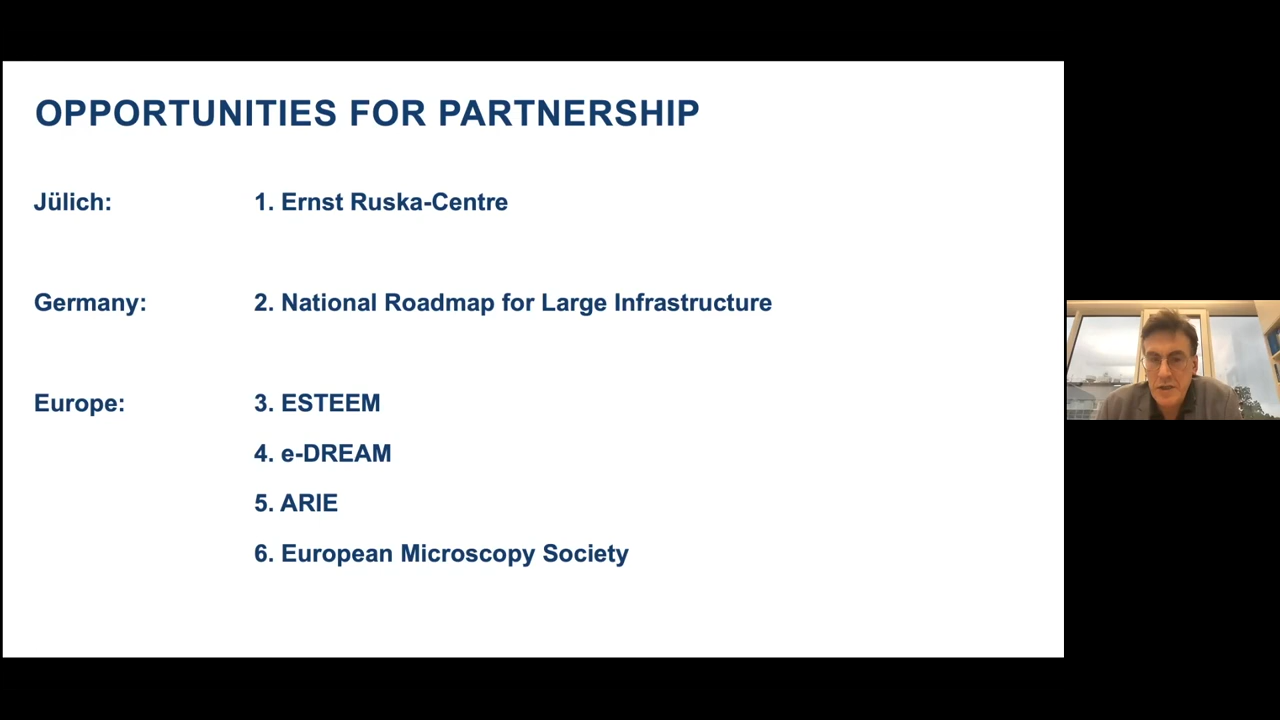 OPPORTUNITIES FOR PARTNERSHIP
Jülich: 1. Ernst Ruska-Centre
Germany: 2. National Roadmap for Large Infrastructure
Europe: 3. ESTEEM
4. e-DREAM
5. ARIE
6. European Microscopy Society